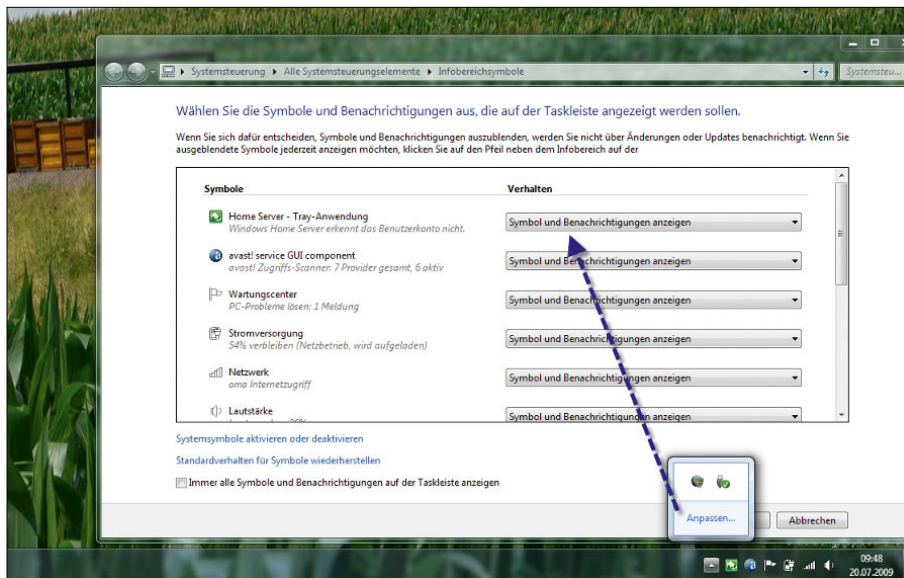 Systemsteuerung ▸ Alle Systemsteuerungselemente ▸ Infobereichsymbole
Systemsteu...
Wählen Sie die Symbole und Benachrichtigungen aus, die auf der Taskleiste angezeigt werden sollen.
Wenn Sie sich dafür entscheiden, Symbole und Benachrichtigungen auszublenden, werden Sie nicht über Änderungen oder Updates benachrichtigt. Wenn Sie
ausgeblendete Symbole jederzeit anzeigen möchten, klicken Sie auf den Pfeil neben dem Infobereich auf der
Symbole Verhalten
Home Server - Tray-Anwendung
Windows Home Server erkennt das Benutzerkonto nicht.
Symbol und Benachrichtigungen anzeigen
avast! service GUI component
avast! Zugriffs-Scanner: 7 Provider gesamt, 6 aktiv
Symbol und Benachrichtigungen anzeigen
Wartungscenter
PC-Probleme lösen: 1 Meldung
Symbol und Benachrichtigungen anzeigen
Stromversorgung
54% verbleiben (Netzbetrieb, wird aufgeladen)
Symbol und Benachrichtigungen anzeigen
Netzwerk
oma Internetzugriff
Symbol und Benachrichtigungen anzeigen
Lautstärke
Symbol und Benachrichtigungen anzeigen
Systemsymbole aktivieren oder deaktivieren
Standardverhalten für Symbole wiederherstellen
Immer alle Symbole und Benachrichtigungen auf der Taskleiste anzeigen
Anpassen...
Abbrechen
09:48
20.07.2009